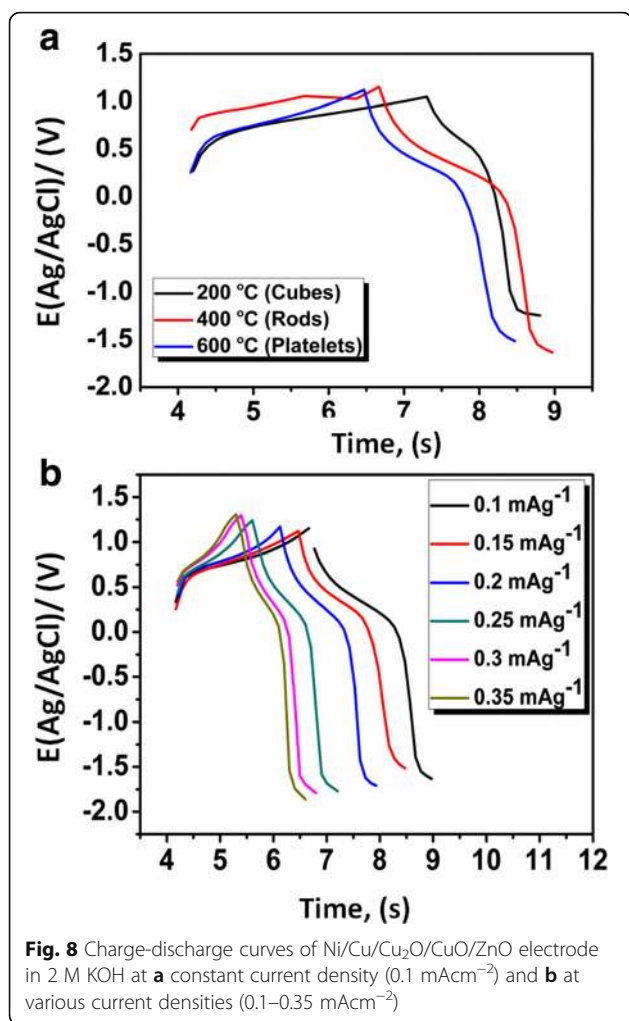 a
E(Ag/AgCl)/ (V)
1.5
1.0
0.5
0.0
-0.5
-1.0
-1.5
-2.0
200 °C (Cubes)
400 °C (Rods)
600 °C (Platelets)
4 5 6 7 8 9
Time, (s)
b
E(Ag/AgCl)/ (V)
1.5
1.0
0.5
0.0
-0.5
-1.0
-1.5
-2.0
0.1 mAg⁻¹
0.15 mAg⁻¹
0.2 mAg⁻¹
0.25 mAg⁻¹
0.3 mAg⁻¹
0.35 mAg⁻¹
4 5 6 7 8 9 10 11 12
Time, (s)
Fig. 8 Charge-discharge curves of Ni/Cu/Cu₂O/CuO/ZnO electrode
in 2 M KOH at a constant current density (0.1 mAcm⁻²) and b at
various current densities (0.1–0.35 mAcm⁻²)